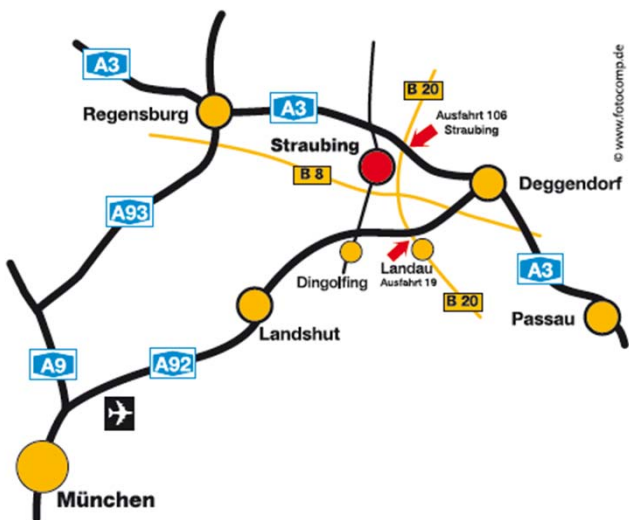 A3
B 20
Regensburg
A3
Ausfahrt 106
Straubing
Straubing
B 8
Deggendorf
A93
A3
Dingolfing
Landau
Ausfahrt 19
B 20
Passau
Landshut
A9
A92
München
© www.fotocomp.de